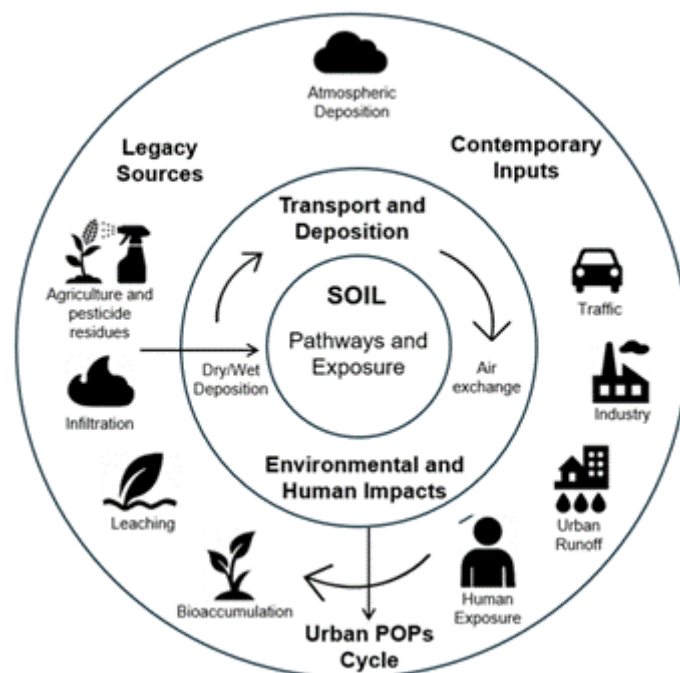 Atmospheric
Deposition
Legacy
Sources
Contemporary
Inputs
Transport and
Deposition
SOIL
Pathways and
Exposure
Agriculture and
pesticide
residues
Dry/Wet
Deposition
Air
exchange
Traffic
Infiltration
Industry
Environmental and
Human Impacts
Leaching
Urban
Runoff
Bioaccumulation
Human
Exposure
Urban POPs
Cycle